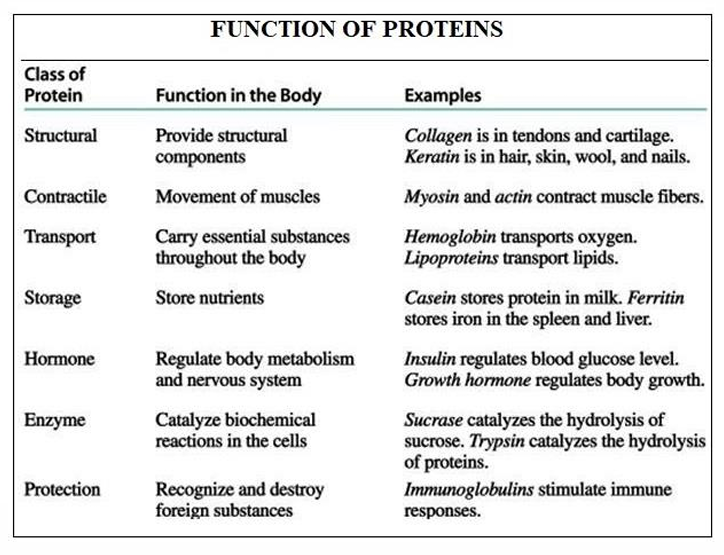 FUNCTION OF PROTEINS
Class of
Protein Function in the Body Examples
Structural Provide structural Collagen is in tendons and cartilage.
components Keratin is in hair, skin, wool, and nails.
Contractile Movement of muscles Myosin and actin contract muscle fibers.
Transport Carry essential substances Hemoglobin transports oxygen.
throughout the body Lipoproteins transport lipids.
Storage Store nutrients Casein stores protein in milk. Ferritin
stores iron in the spleen and liver.
Hormone Regulate body metabolism Insulin regulates blood glucose level.
and nervous system Growth hormone regulates body growth.
Enzyme Catalyze biochemical Sucrase catalyzes the hydrolysis of
reactions in the cells sucrose. Trypsin catalyzes the hydrolysis
of proteins.
Protection Recognize and destroy Immunoglobulins stimulate immune
foreign substances responses.